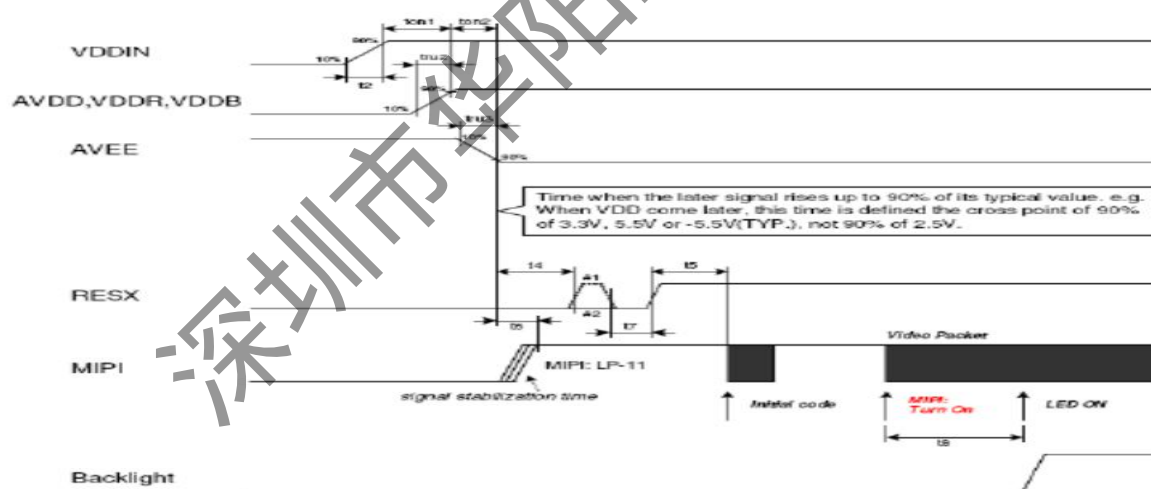 ton1 ton2
VDDIN
90%
10%
t2
AVDD,VDDR,VDDB
90%
10%
AVEE
10%
90%
Time when the later signal rises up to 90% of its typical value. e.g.
When VDD come later, this time is defined the cross point of 90%
of 3.3V, 5.5V or -5.5V(TYP.), not 90% of 2.5V.
t4
#1
t5
RESX
#2
t6
t7
Video Packet
MIPI
MIPI: LP-11
signal stabilization time
Initial code
MIPI:
Turn On
LED ON
Backlight
深圳市华阳